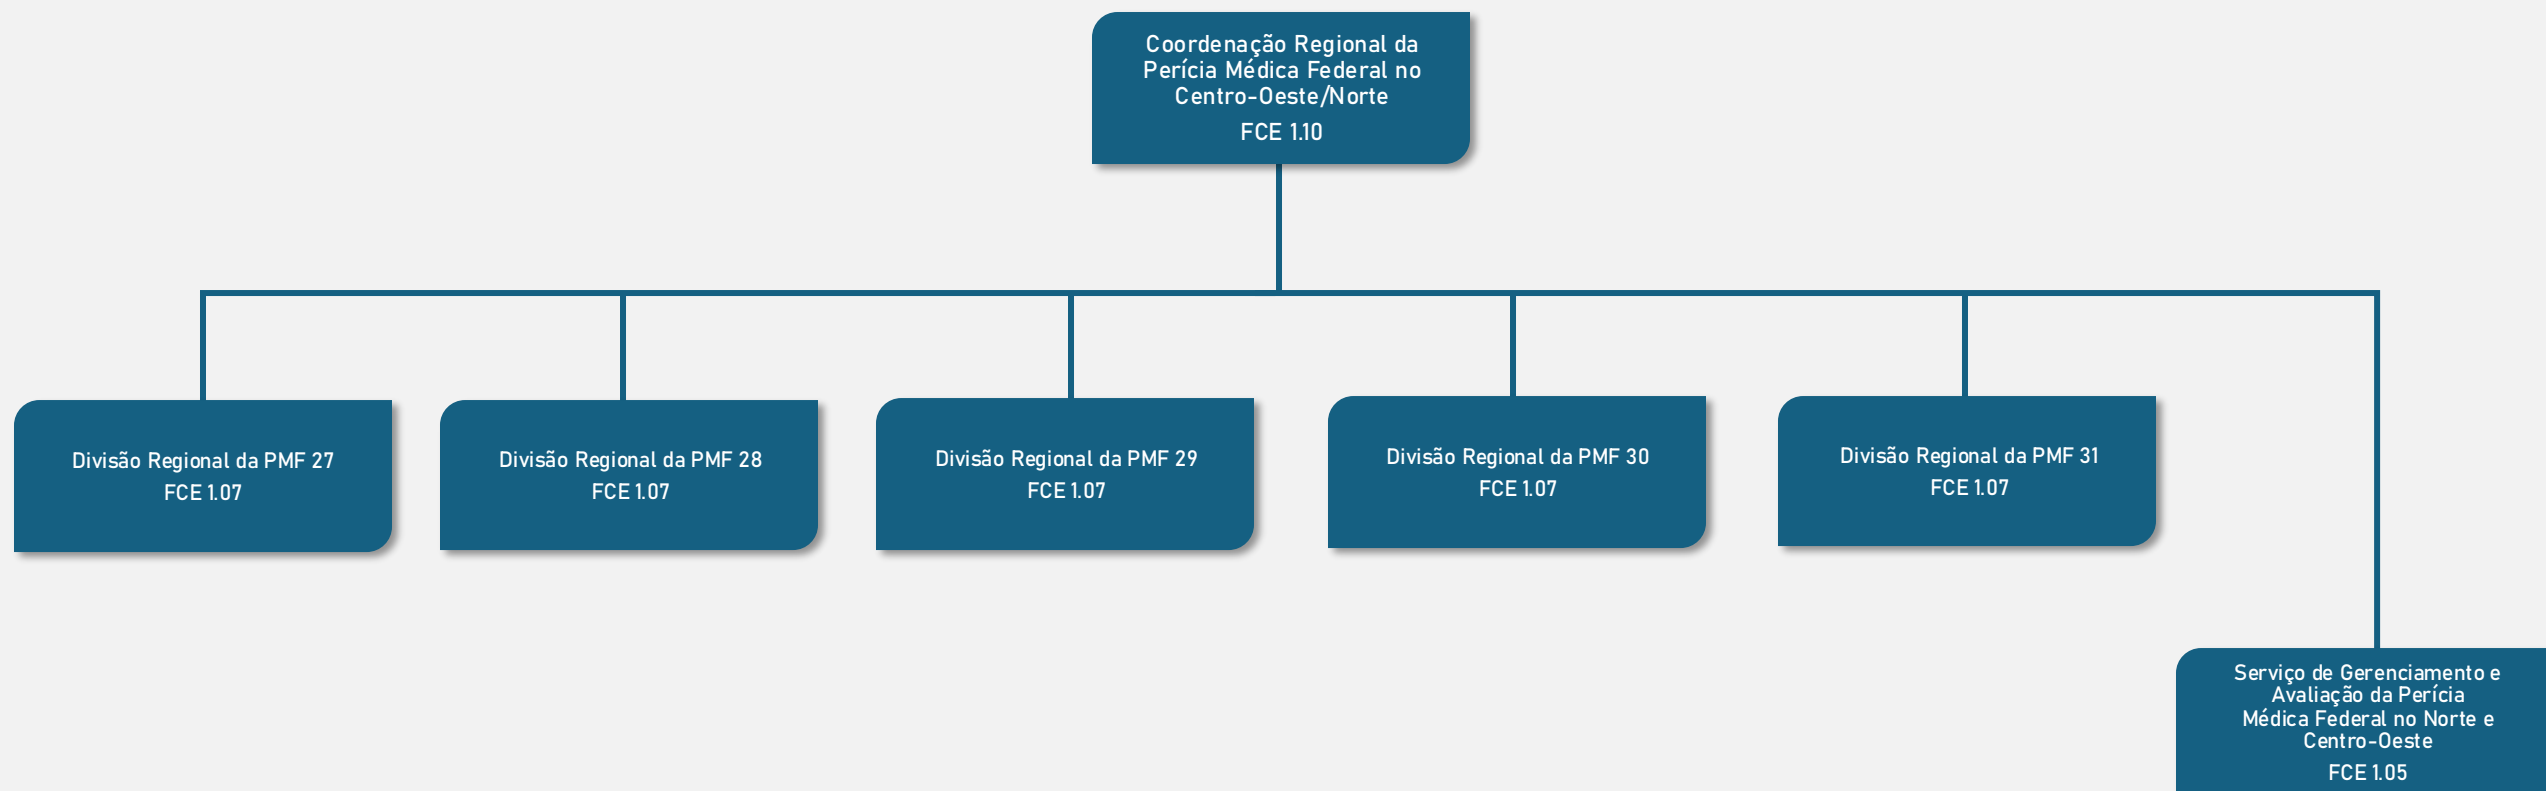 Coordenação Regional da
Perícia Médica Federal no
Centro-Oeste/Norte
FCE 1.10
Divisão Regional da PMF 27
FCE 1.07
Divisão Regional da PMF 28
FCE 1.07
Divisão Regional da PMF 29
FCE 1.07
Divisão Regional da PMF 30
FCE 1.07
Divisão Regional da PMF 31
FCE 1.07
Serviço de Gerenciamento e
Avaliação da Perícia
Médica Federal no Norte e
Centro-Oeste
FCE 1.05